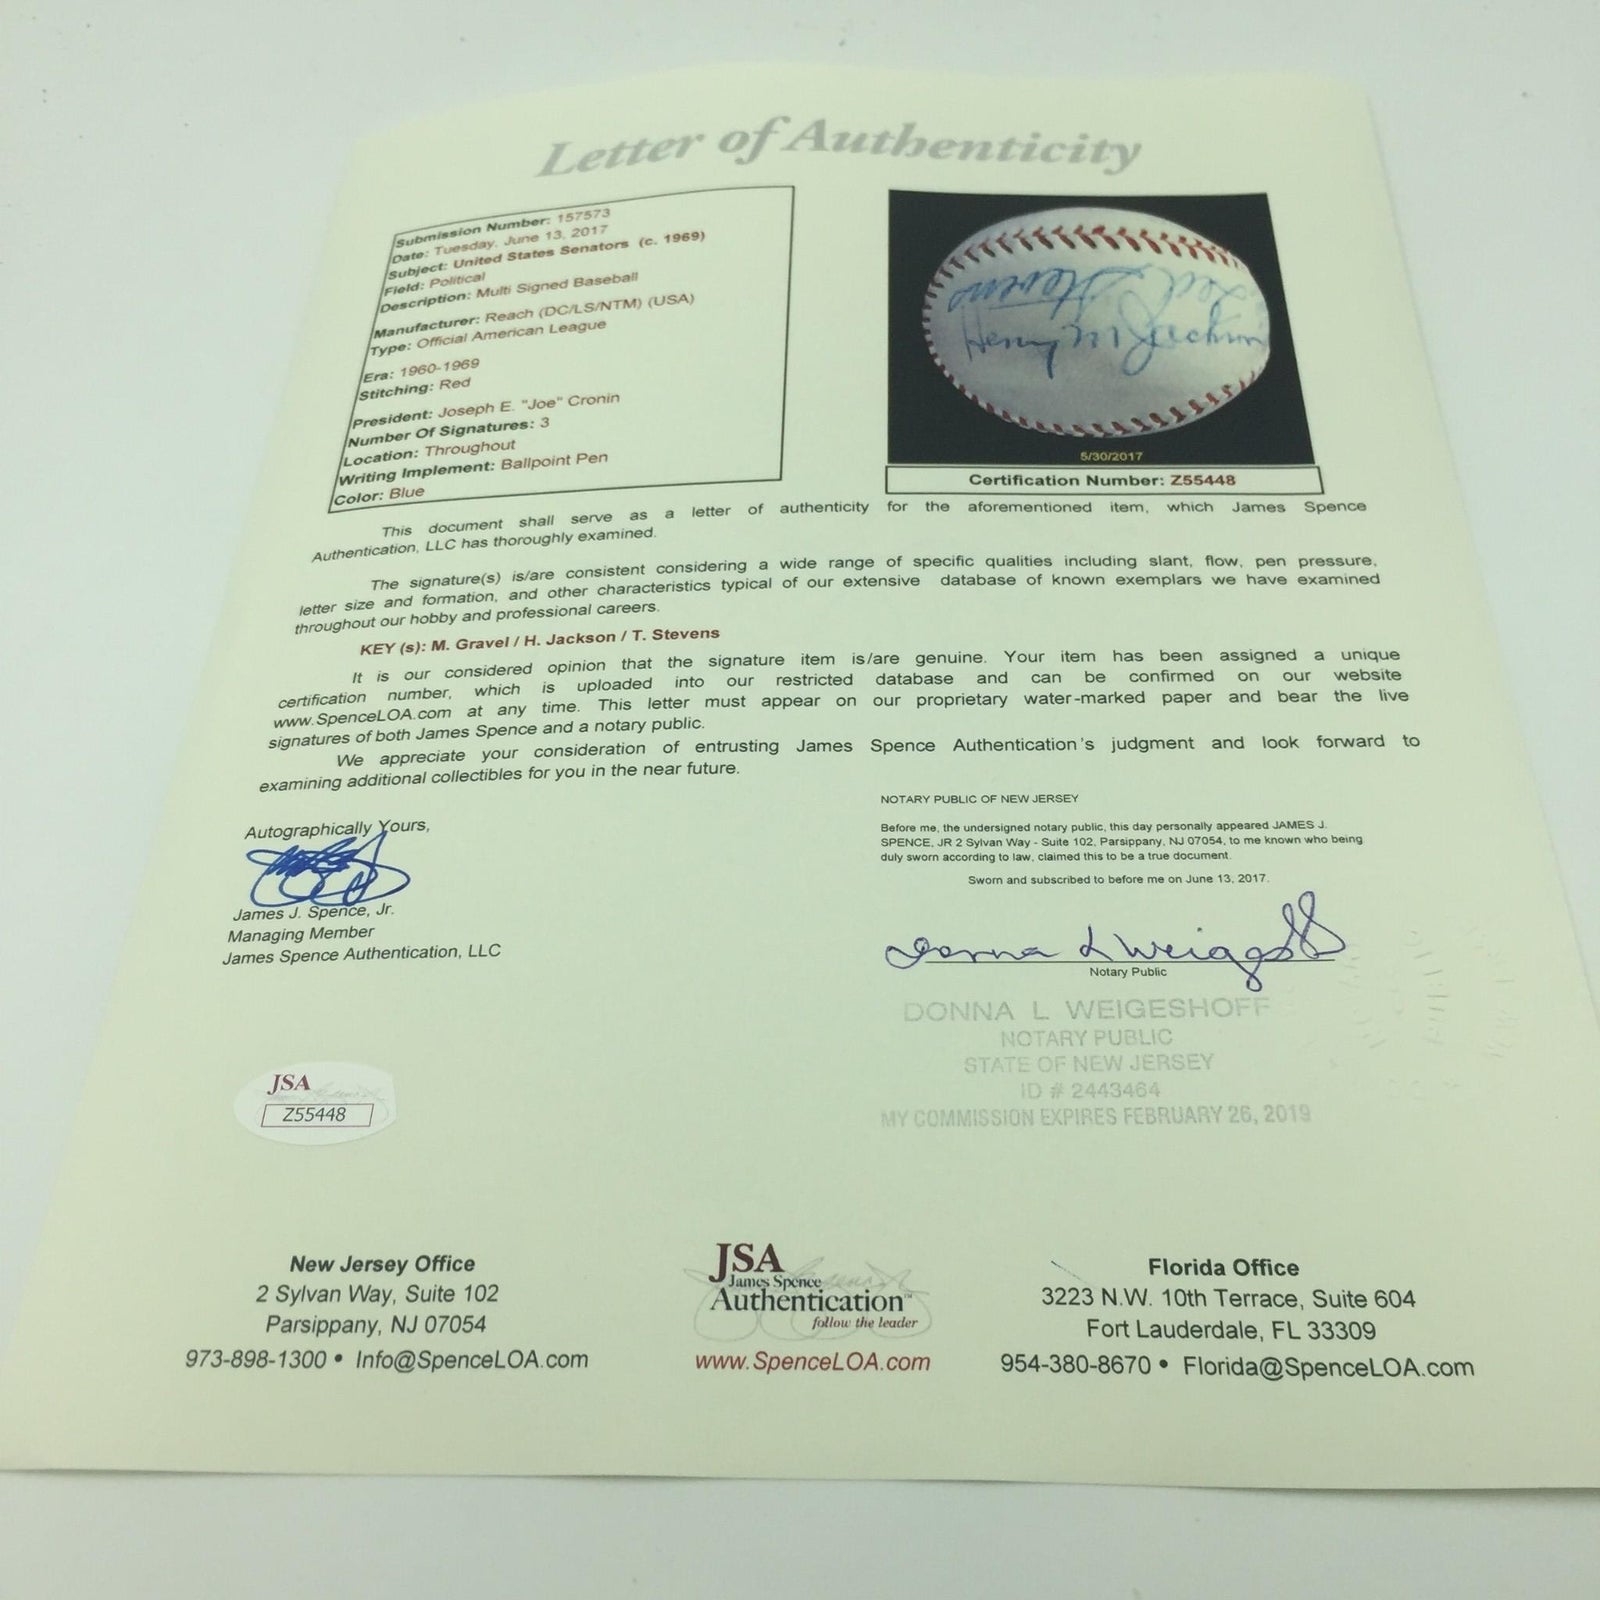 Letter of Authenticity
Submission Number: 157573
Date: Tuesday, June 13, 2017
Subject: United States Senators (c. 1969)
Field: Political
Description: Multi Signed Baseball
Manufacturer: Reach (DC/LS/NTM) (USA)
Type: Official American League
Era: 1960-1969
Stitching: Red
President: Joseph E. "Joe" Cronin
Number Of Signatures: 3
Location: Throughout
Writing Implement: Ballpoint Pen
Color: Blue
Ted Stevens
Henry M Jackson
5/30/2017
Certification Number: Z55448
This document shall serve as a letter of authenticity for the aforementioned item, which James Spence
Authentication, LLC has thoroughly examined.
The signature(s) is/are consistent considering a wide range of specific qualities including slant, flow, pen pressure,
letter size and formation, and other characteristics typical of our extensive database of known exemplars we have examined
throughout our hobby and professional careers.
KEY (s): M. Gravel / H. Jackson / T. Stevens
It is our considered opinion that the signature item is/are genuine. Your item has been assigned a unique
certification number, which is uploaded into our restricted database and can be confirmed on our website
www.SpenceLOA.com at any time. This letter must appear on our proprietary water-marked paper and bear the live
signatures of both James Spence and a notary public.
We appreciate your consideration of entrusting James Spence Authentication's judgment and look forward to
examining additional collectibles for you in the near future.
Autographically Yours,
James J. Spence, Jr.
Managing Member
James Spence Authentication, LLC
NOTARY PUBLIC OF NEW JERSEY
Before me, the undersigned notary public, this day personally appeared JAMES J.
SPENCE, JR 2 Sylvan Way - Suite 102, Parsippany, NJ 07054, to me known who being
duly sworn according to law, claimed this to be a true document.
Sworn and subscribed to before me on June 13, 2017.
Donna L Weigeshoff
Notary Public
DONNA L WEIGESHOFF
NOTARY PUBLIC
STATE OF NEW JERSEY
ID # 2443464
MY COMMISSION EXPIRES FEBRUARY 26, 2019
JSA
Z55448
New Jersey Office
2 Sylvan Way, Suite 102
Parsippany, NJ 07054
973-898-1300 • Info@SpenceLOA.com
JSA
James Spence
Authentication™
follow the leader
www.SpenceLOA.com
Florida Office
3223 N.W. 10th Terrace, Suite 604
Fort Lauderdale, FL 33309
954-380-8670 • Florida@SpenceLOA.com